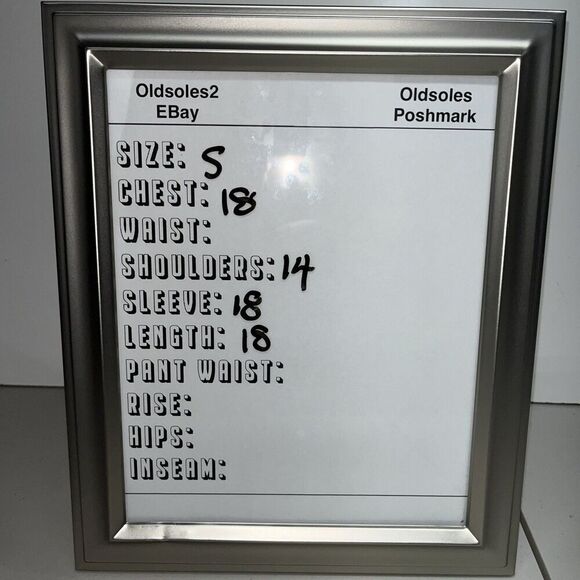 Oldsoles2 Oldsoles
EBay Poshmark
SIZE: S
CHEST: 18
WAIST:
SHOULDERS: 14
SLEEVE: 18
LENGTH: 18
PANT WAIST:
RISE:
HIPS:
INSEAM: